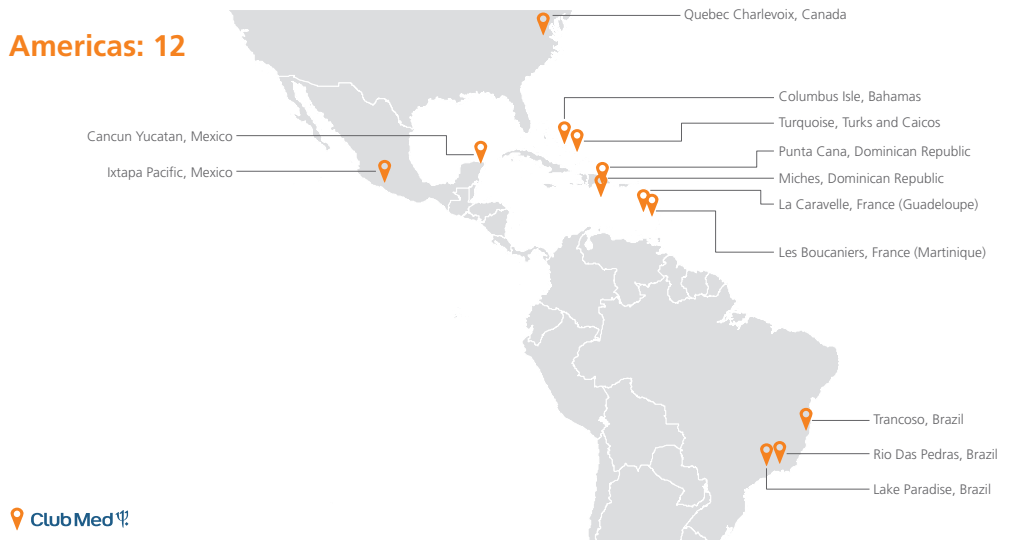 Americas: 12
Quebec Charlevoix, Canada
Columbus Isle, Bahamas
Turquoise, Turks and Caicos
Cancun Yucatan, Mexico
Punta Cana, Dominican Republic
Ixtapa Pacific, Mexico
Miches, Dominican Republic
La Caravelle, France (Guadeloupe)
Les Boucaniers, France (Martinique)
Trancoso, Brazil
Rio Das Pedras, Brazil
Lake Paradise, Brazil
Club Med